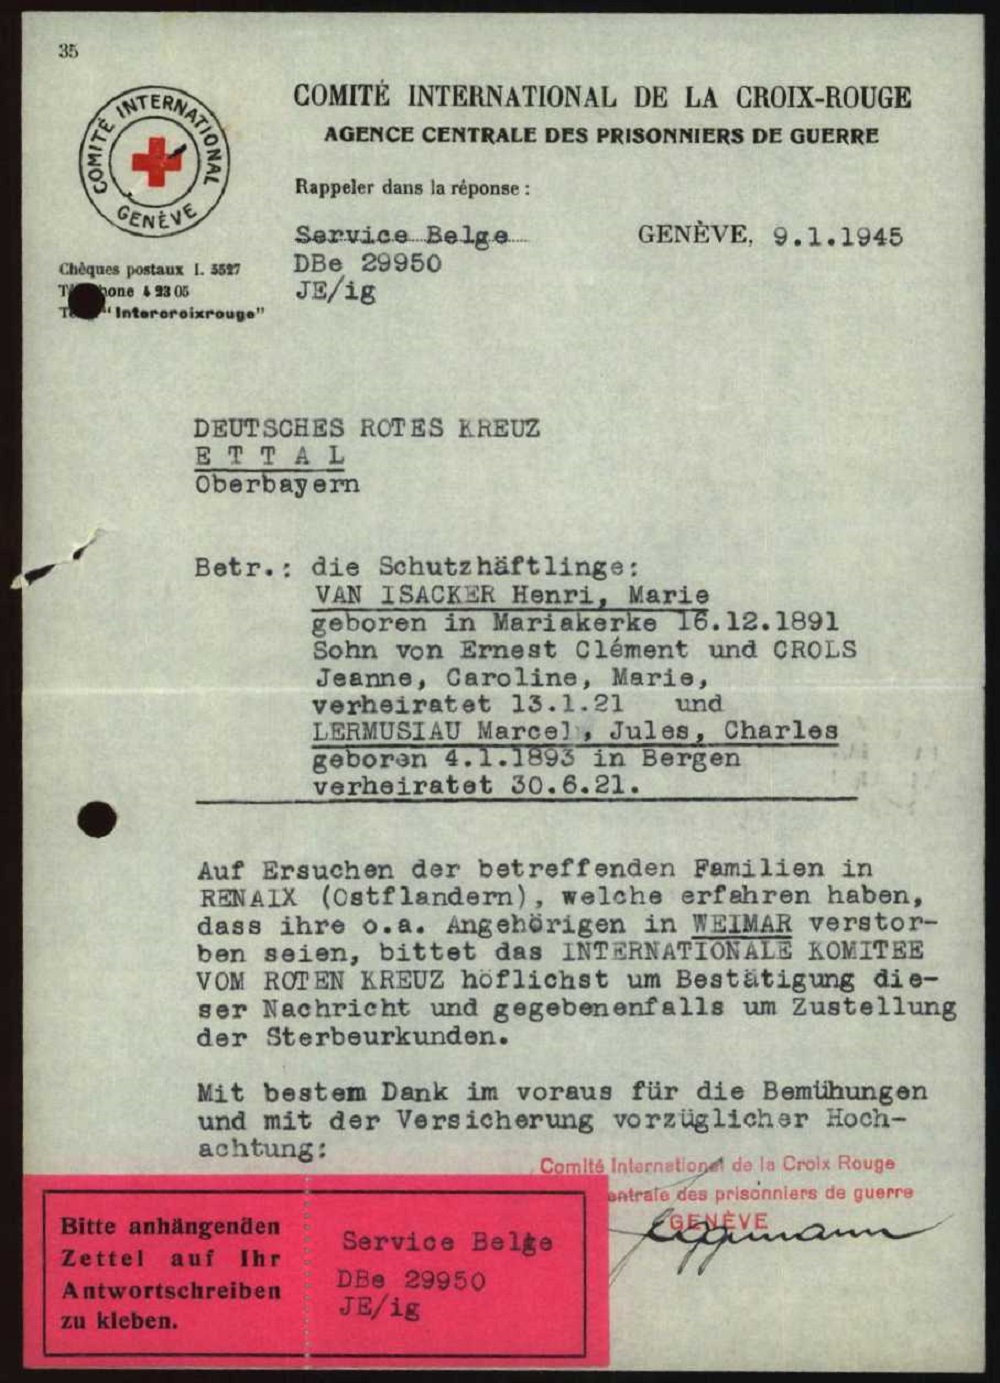 35
COMITÉ INTERNATIONAL
GENÈVE
COMITÉ INTERNATIONAL DE LA CROIX-ROUGE
AGENCE CENTRALE DES PRISONNIERS DE GUERRE
Rappeler dans la réponse :
Service Belge
GENÈVE, 9.1.1945
DBe 29950
JE/ig
Chèques postaux I. 5527
hone 4 23 05
"Intercroixrouge"
DEUTSCHES ROTES KREUZ
E T T A L
Oberbayern
Betr.: die Schutzhäftlinge:
VAN ISACKER Henri, Marie
geboren in Mariakerke 16.12.1891
Sohn von Ernest Clément und CROLS
Jeanne, Caroline, Marie,
verheiratet 13.1.21 und
LERMUSIAU Marcel, Jules, Charles
geboren 4.1.1893 in Bergen
verheiratet 30.6.21.
Auf Ersuchen der betreffenden Familien in
RENAIX (Ostflandern), welche erfahren haben,
dass ihre o.a. Angehörigen in WEIMAR verstor-
ben seien, bittet das INTERNATIONALE KOMITEE
VOM ROTEN KREUZ höflichst um Bestätigung die-
ser Nachricht und gegebenenfalls um Zustellung
der Sterbeurkunden.
Mit bestem Dank im voraus für die Bemühungen
und mit der Versicherung vorzüglicher Hoch-
achtung:
Comité International de la Croix Rouge
entrale des prisonniers de guerre
GENÈVE
Bitte anhängenden
Zettel auf Ihr
Antwortschreiben
zu kleben.
Service Belge
DBe 29950
JE/ig